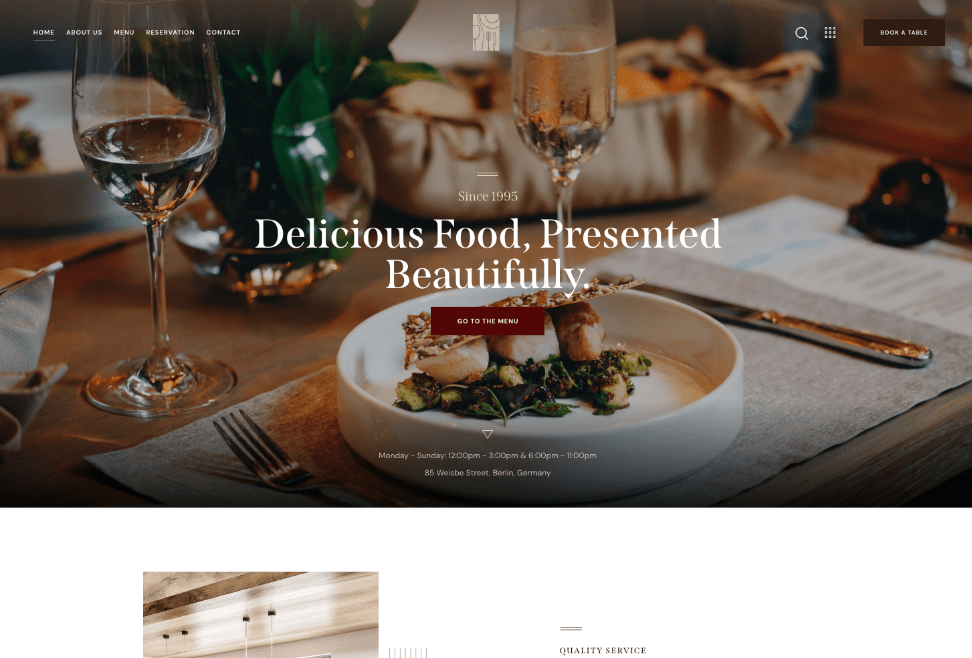 HOME ABOUT US MENU RESERVATION CONTACT
BOOK A TABLE
Since 1995
Delicious Food, Presented
Beautifully.
GO TO THE MENU
Monday - Sunday: 12:00pm - 3:00pm & 6:00pm - 11:00pm
85 Weisbe Street, Berlin, Germany
QUALITY SERVICE